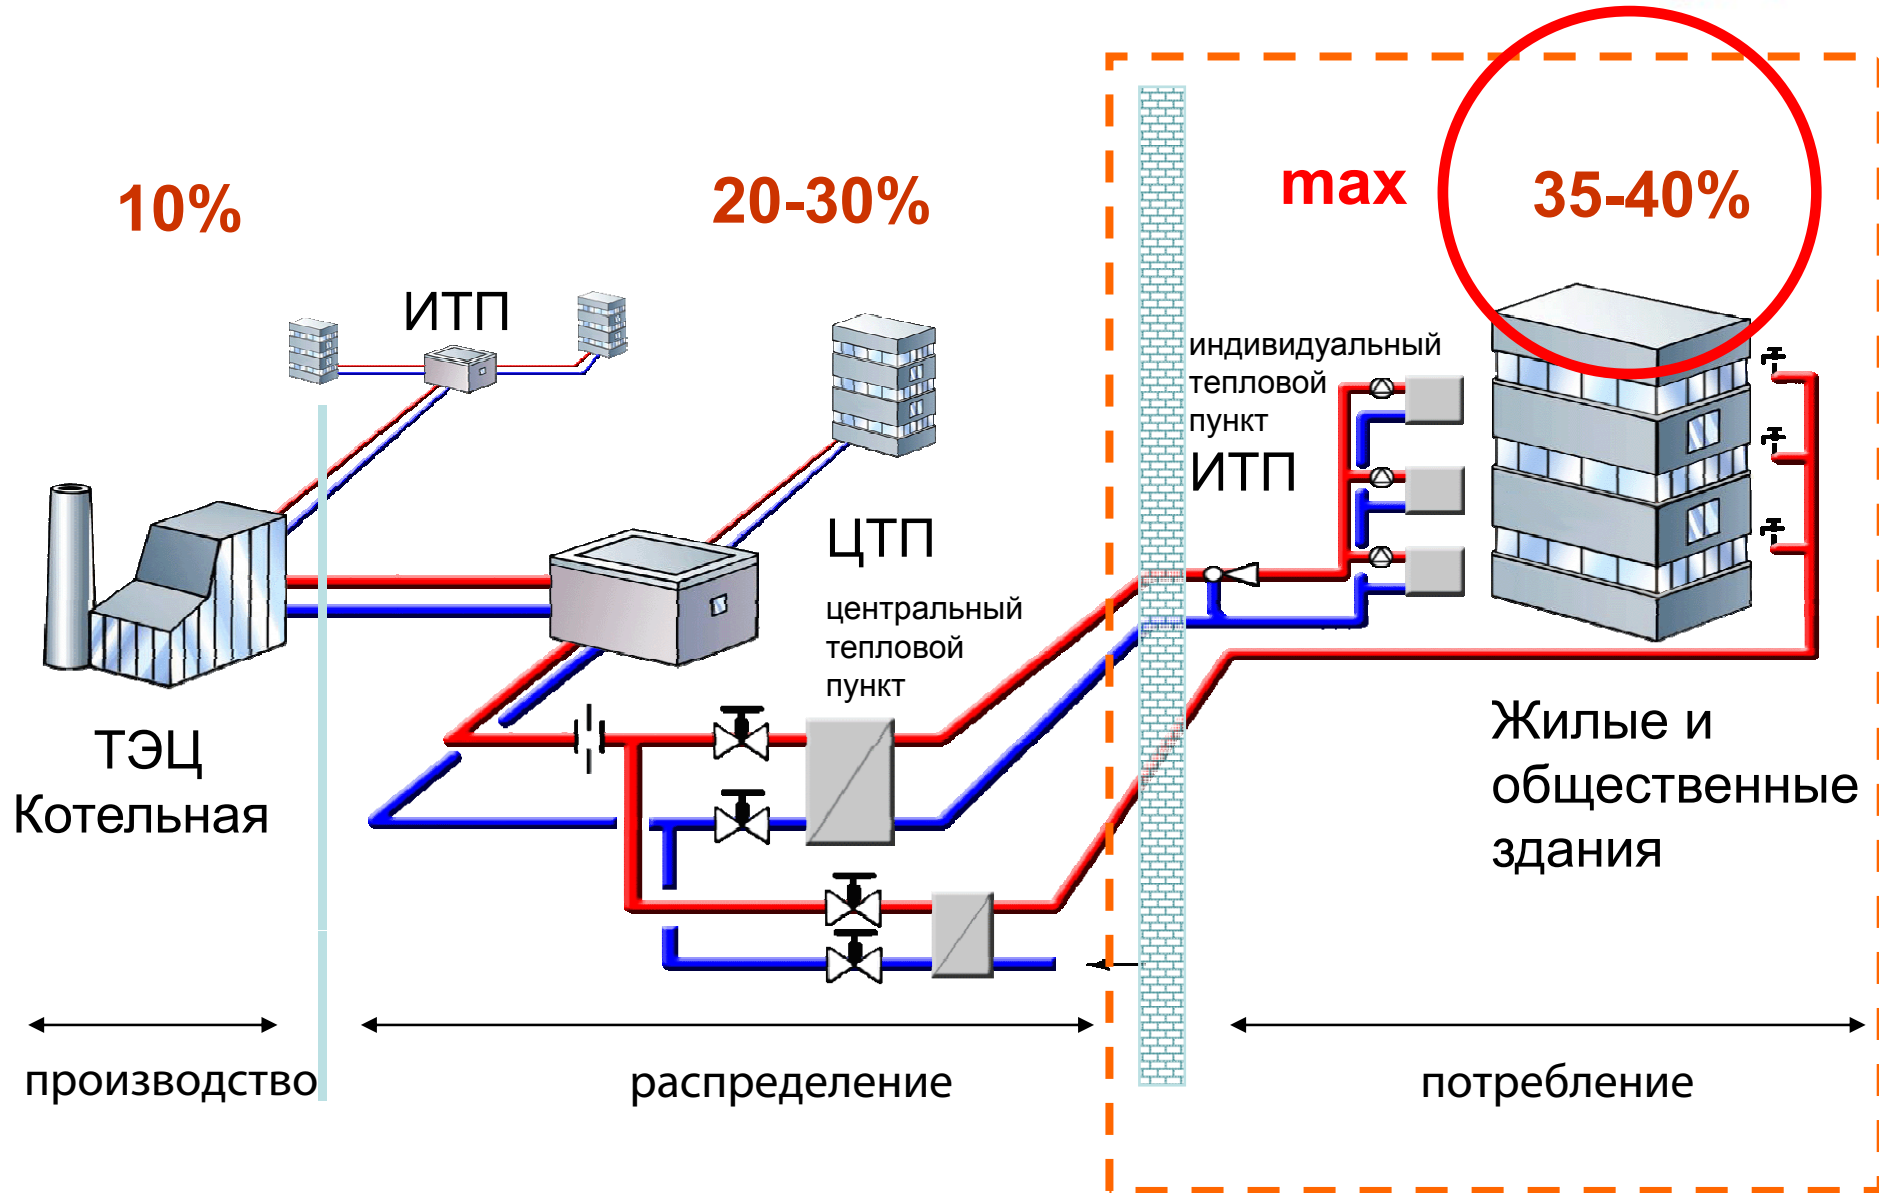 10%
20-30%
max
35-40%
ИТП
индивидуальный
тепловой
пункт
ИТП
ЦТП
центральный
тепловой
пункт
ТЭЦ
Котельная
Жилые и
общественные
здания
производство
распределение
потребление